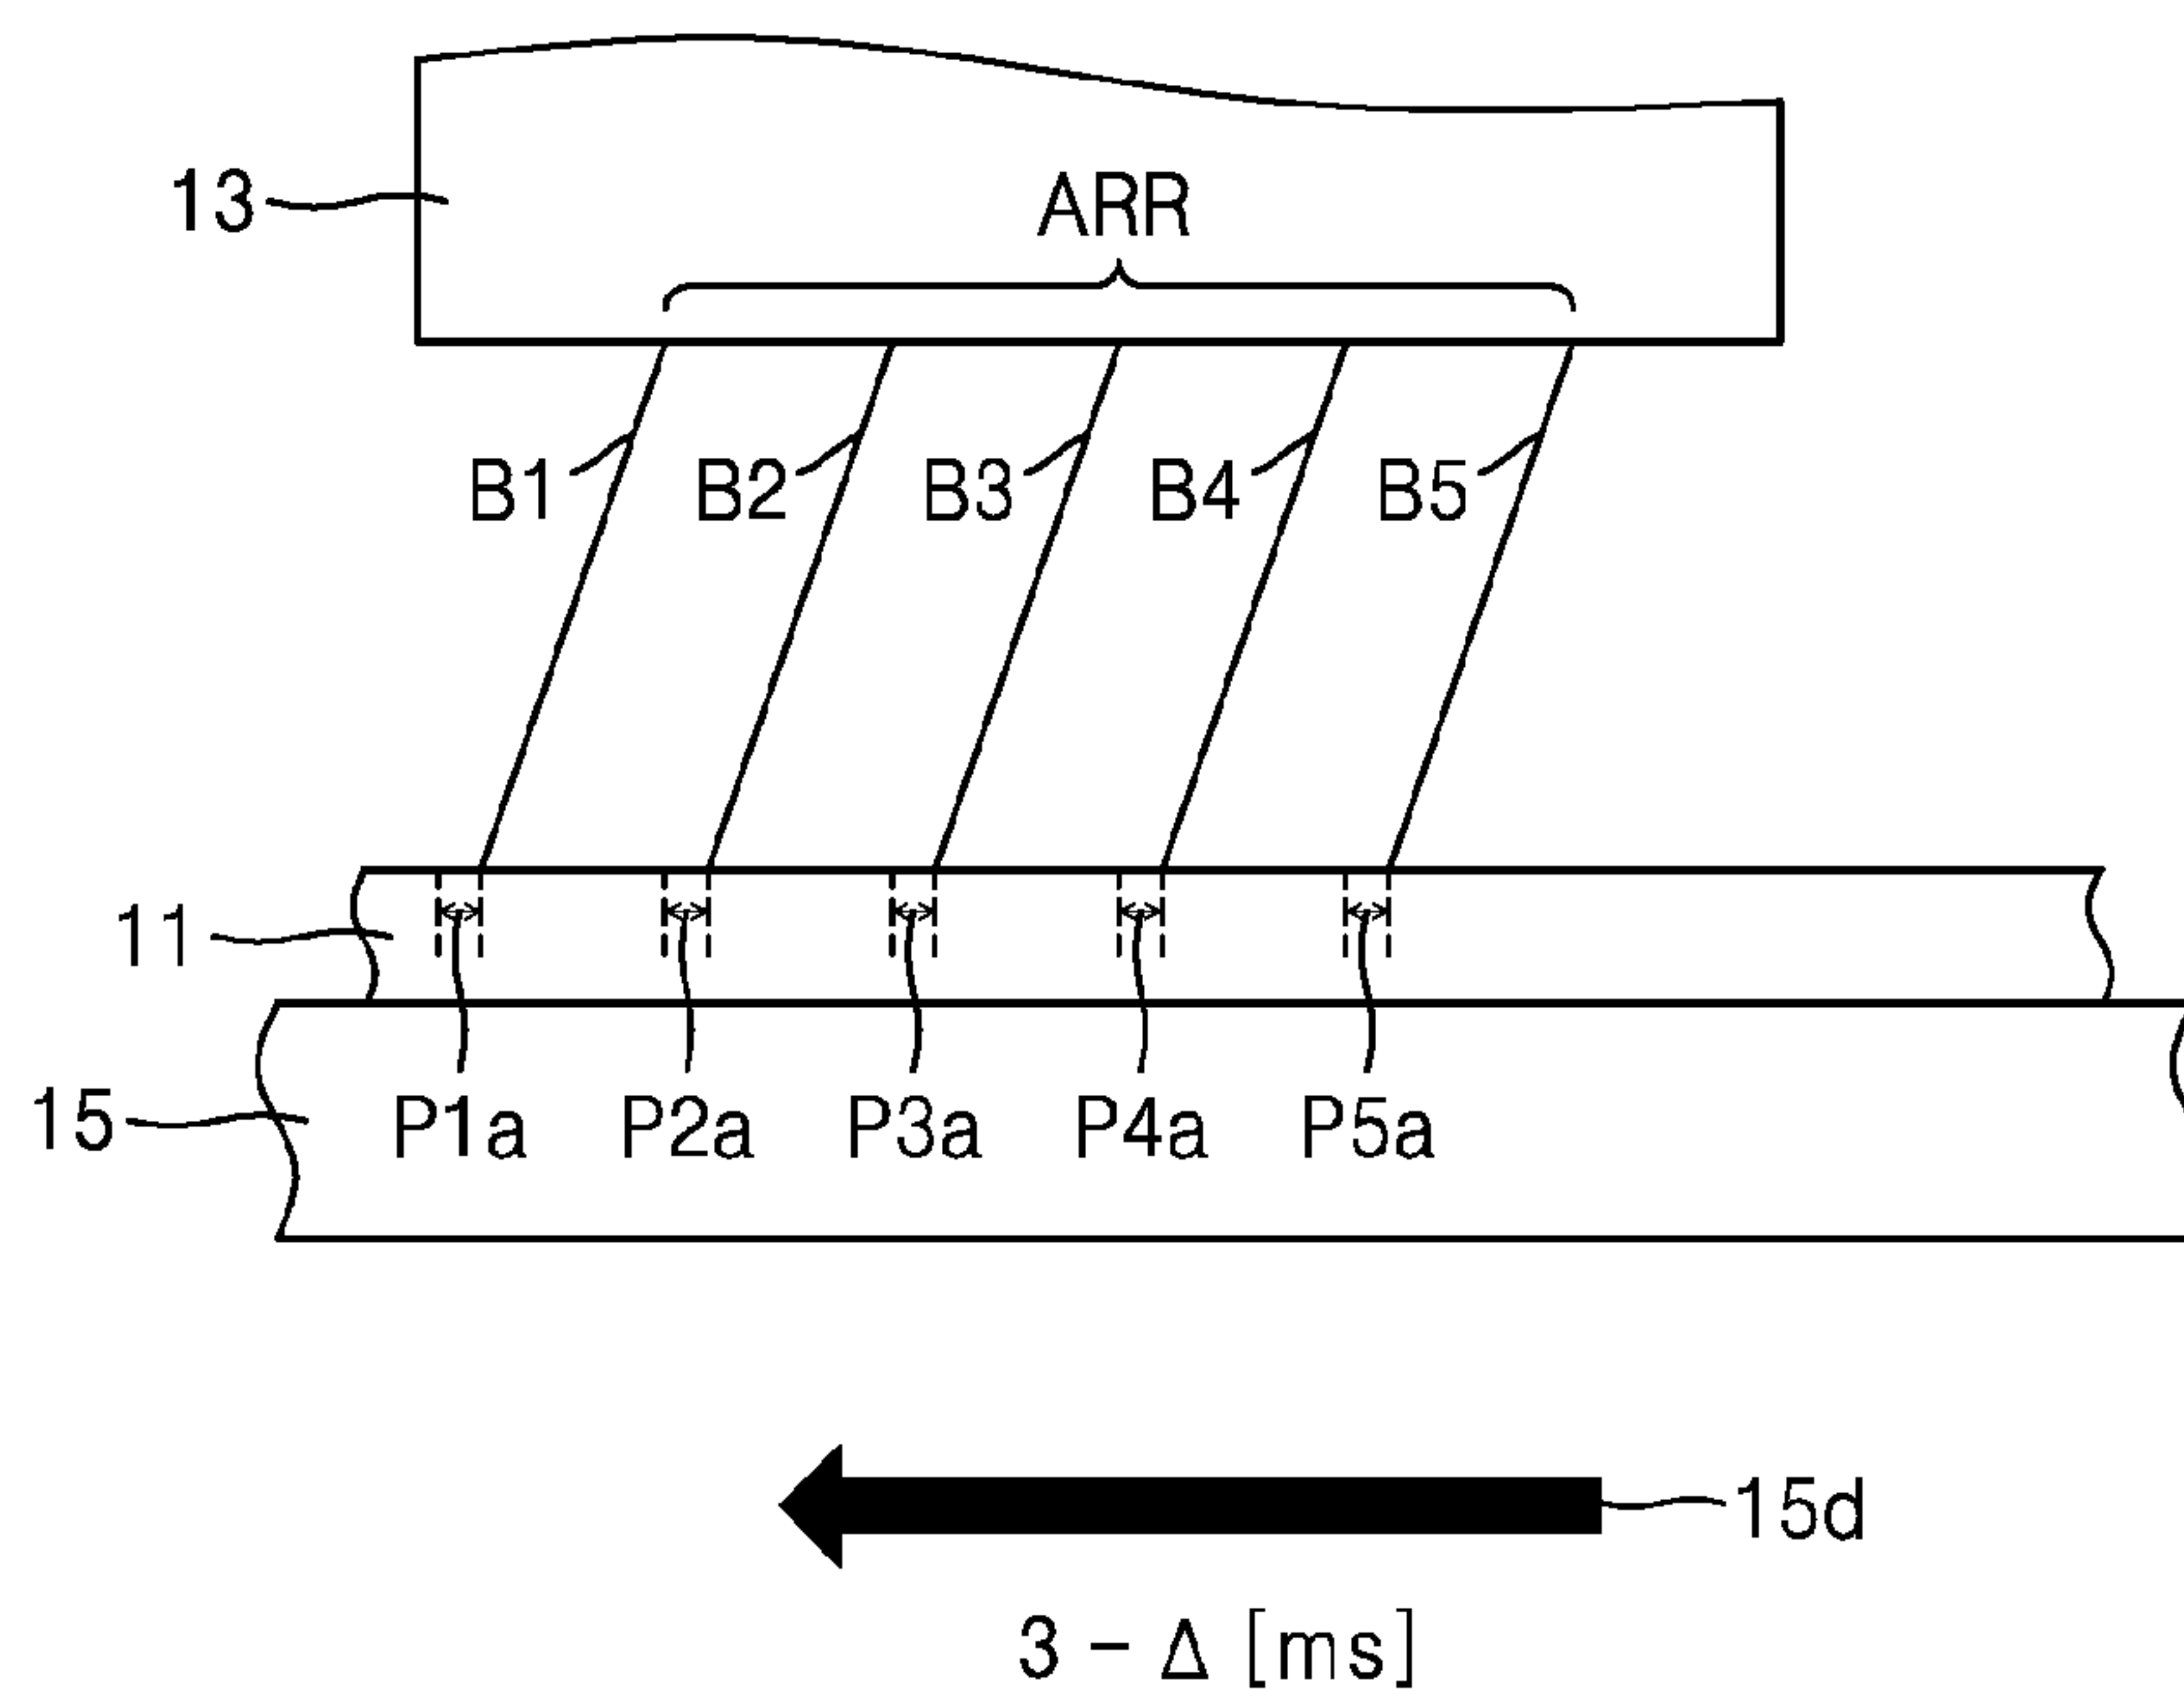 13
ARR
B1 B2 B3 B4 B5
11
15
P1a P2a P3a P4a P5a
15d
3 - Δ [ms]